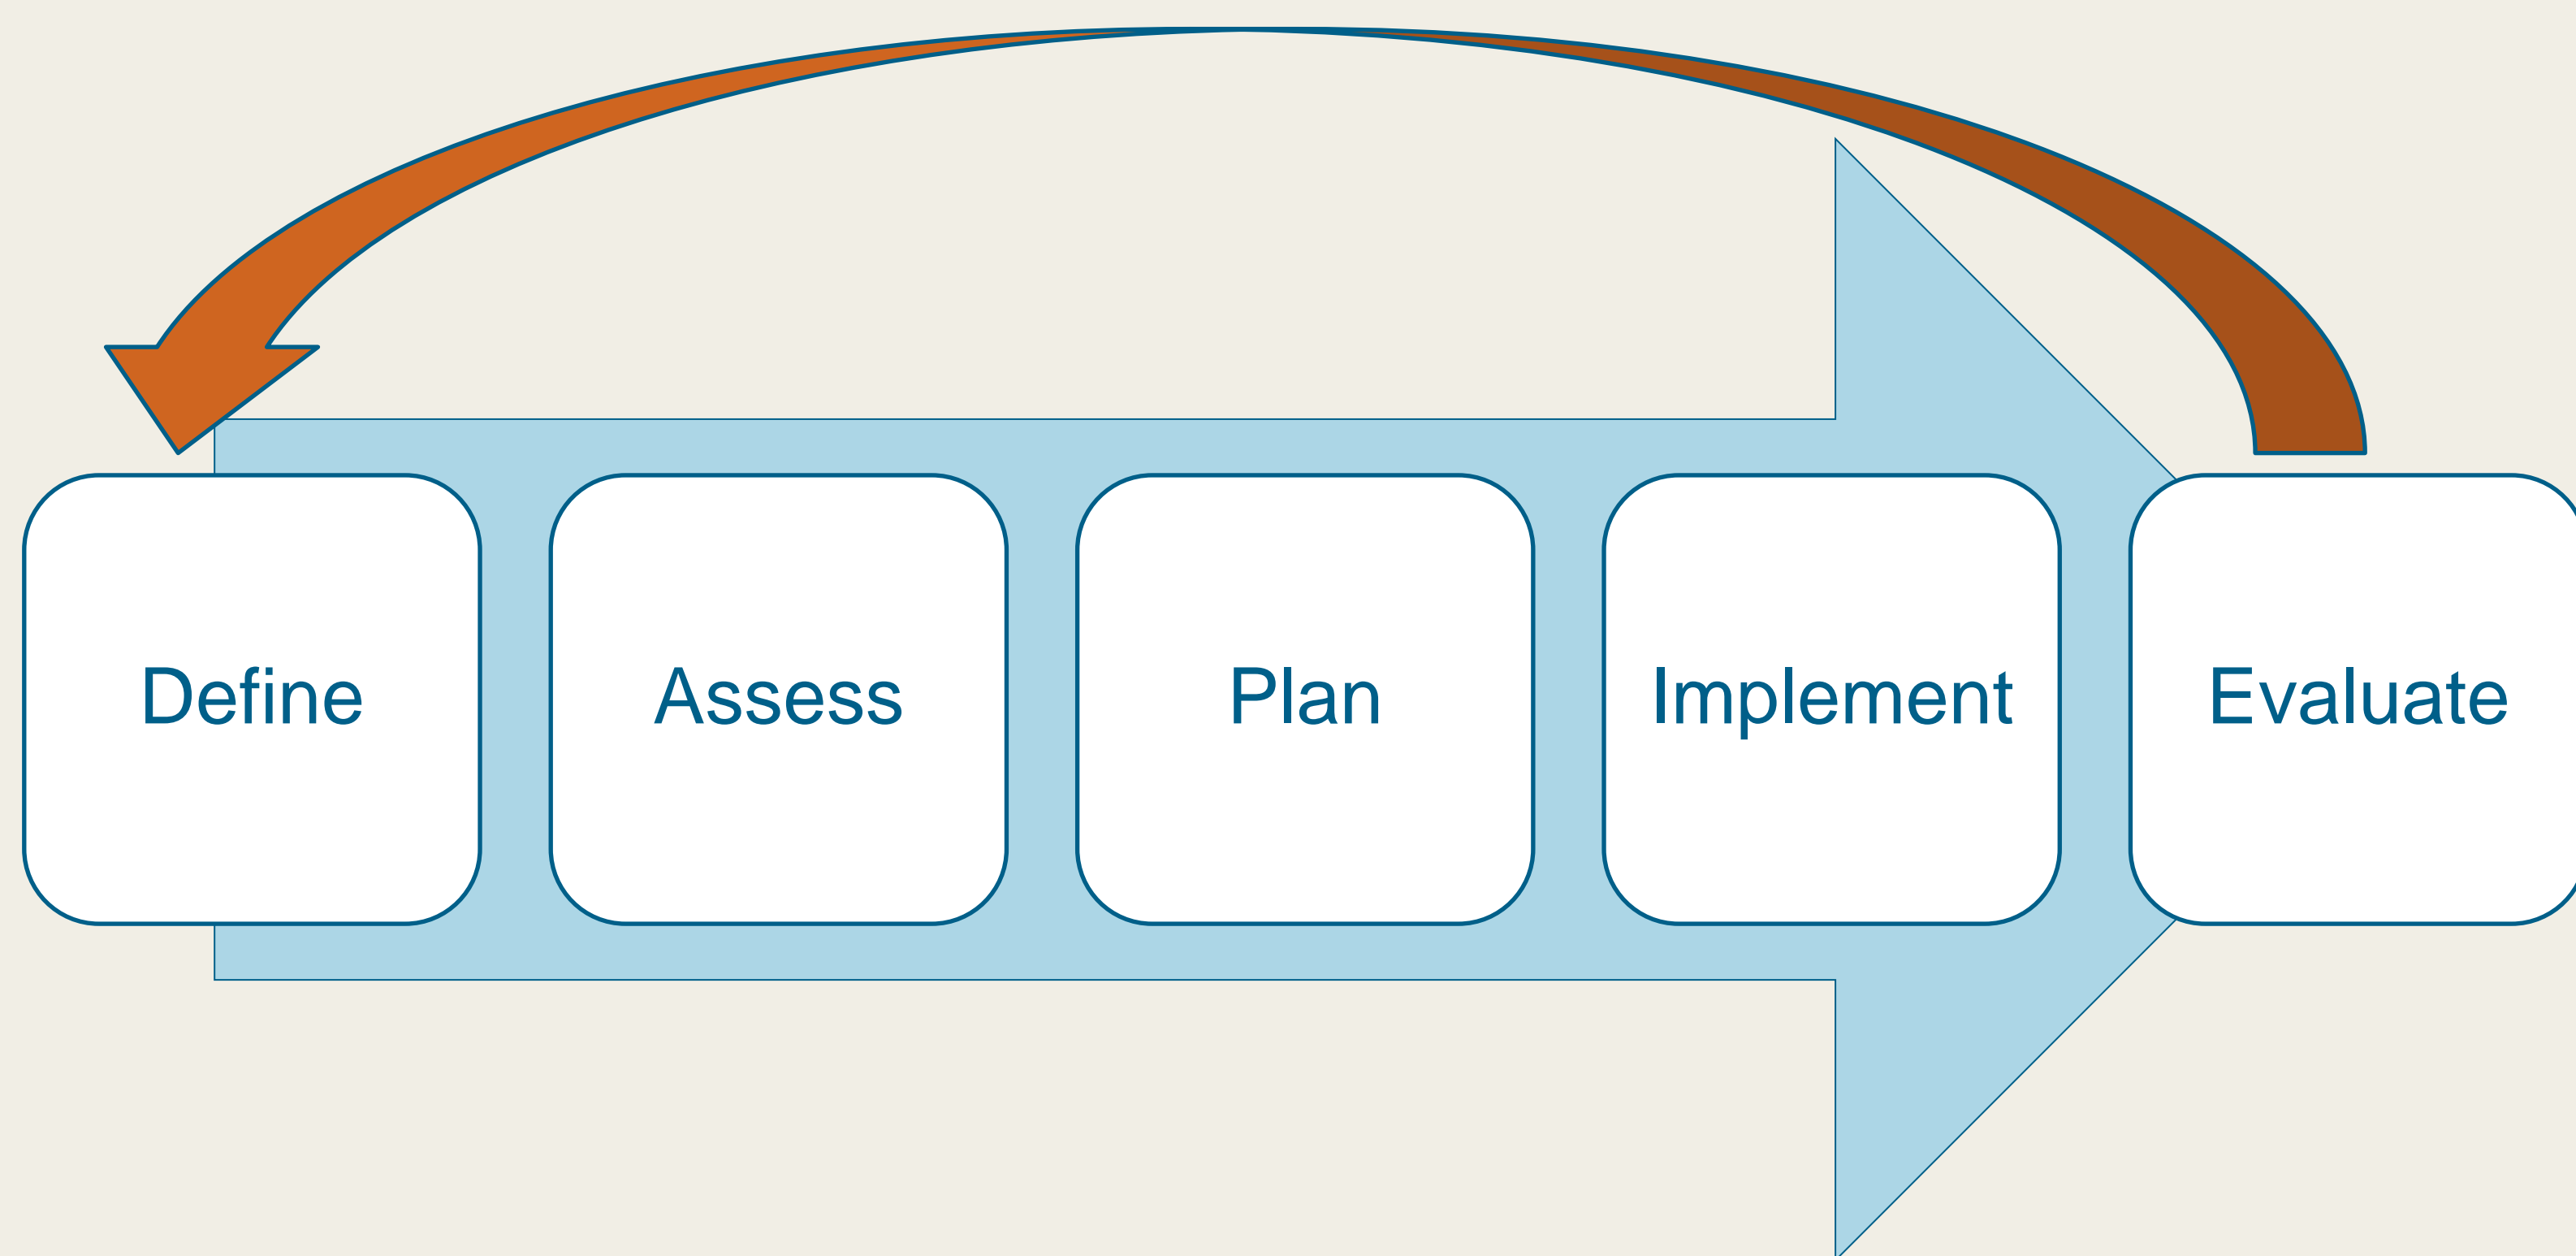 Define
Assess
Plan
Implement
Evaluate